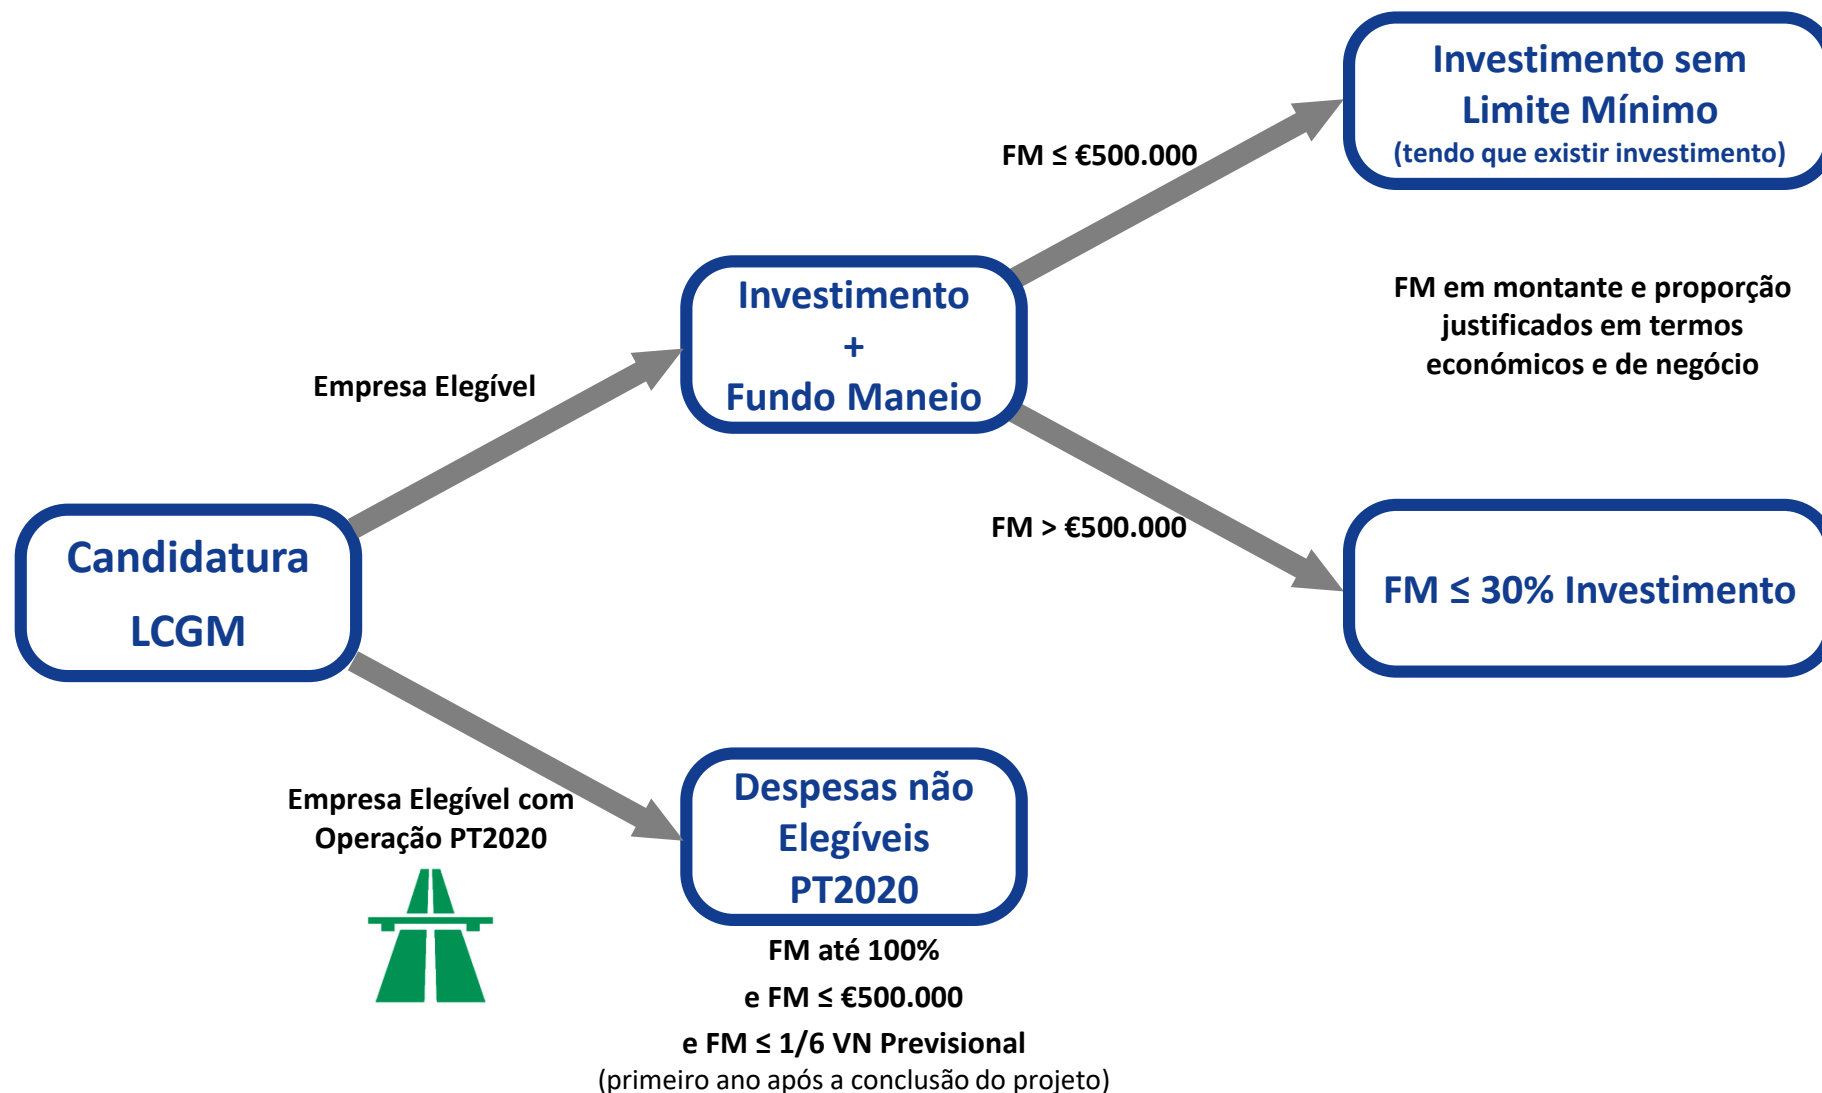 Investimento sem
Limite Mínimo
(tendo que existir investimento)
FM ≤ €500.000
FM em montante e proporção
justificados em termos
económicos e de negócio
Investimento
+
Fundo Maneio
Empresa Elegível
FM > €500.000
FM ≤ 30% Investimento
Candidatura
LCGM
Empresa Elegível com
Operação PT2020
Despesas não
Elegíveis
PT2020
FM até 100%
e FM ≤ €500.000
e FM ≤ 1/6 VN Previsional
(primeiro ano após a conclusão do projeto)